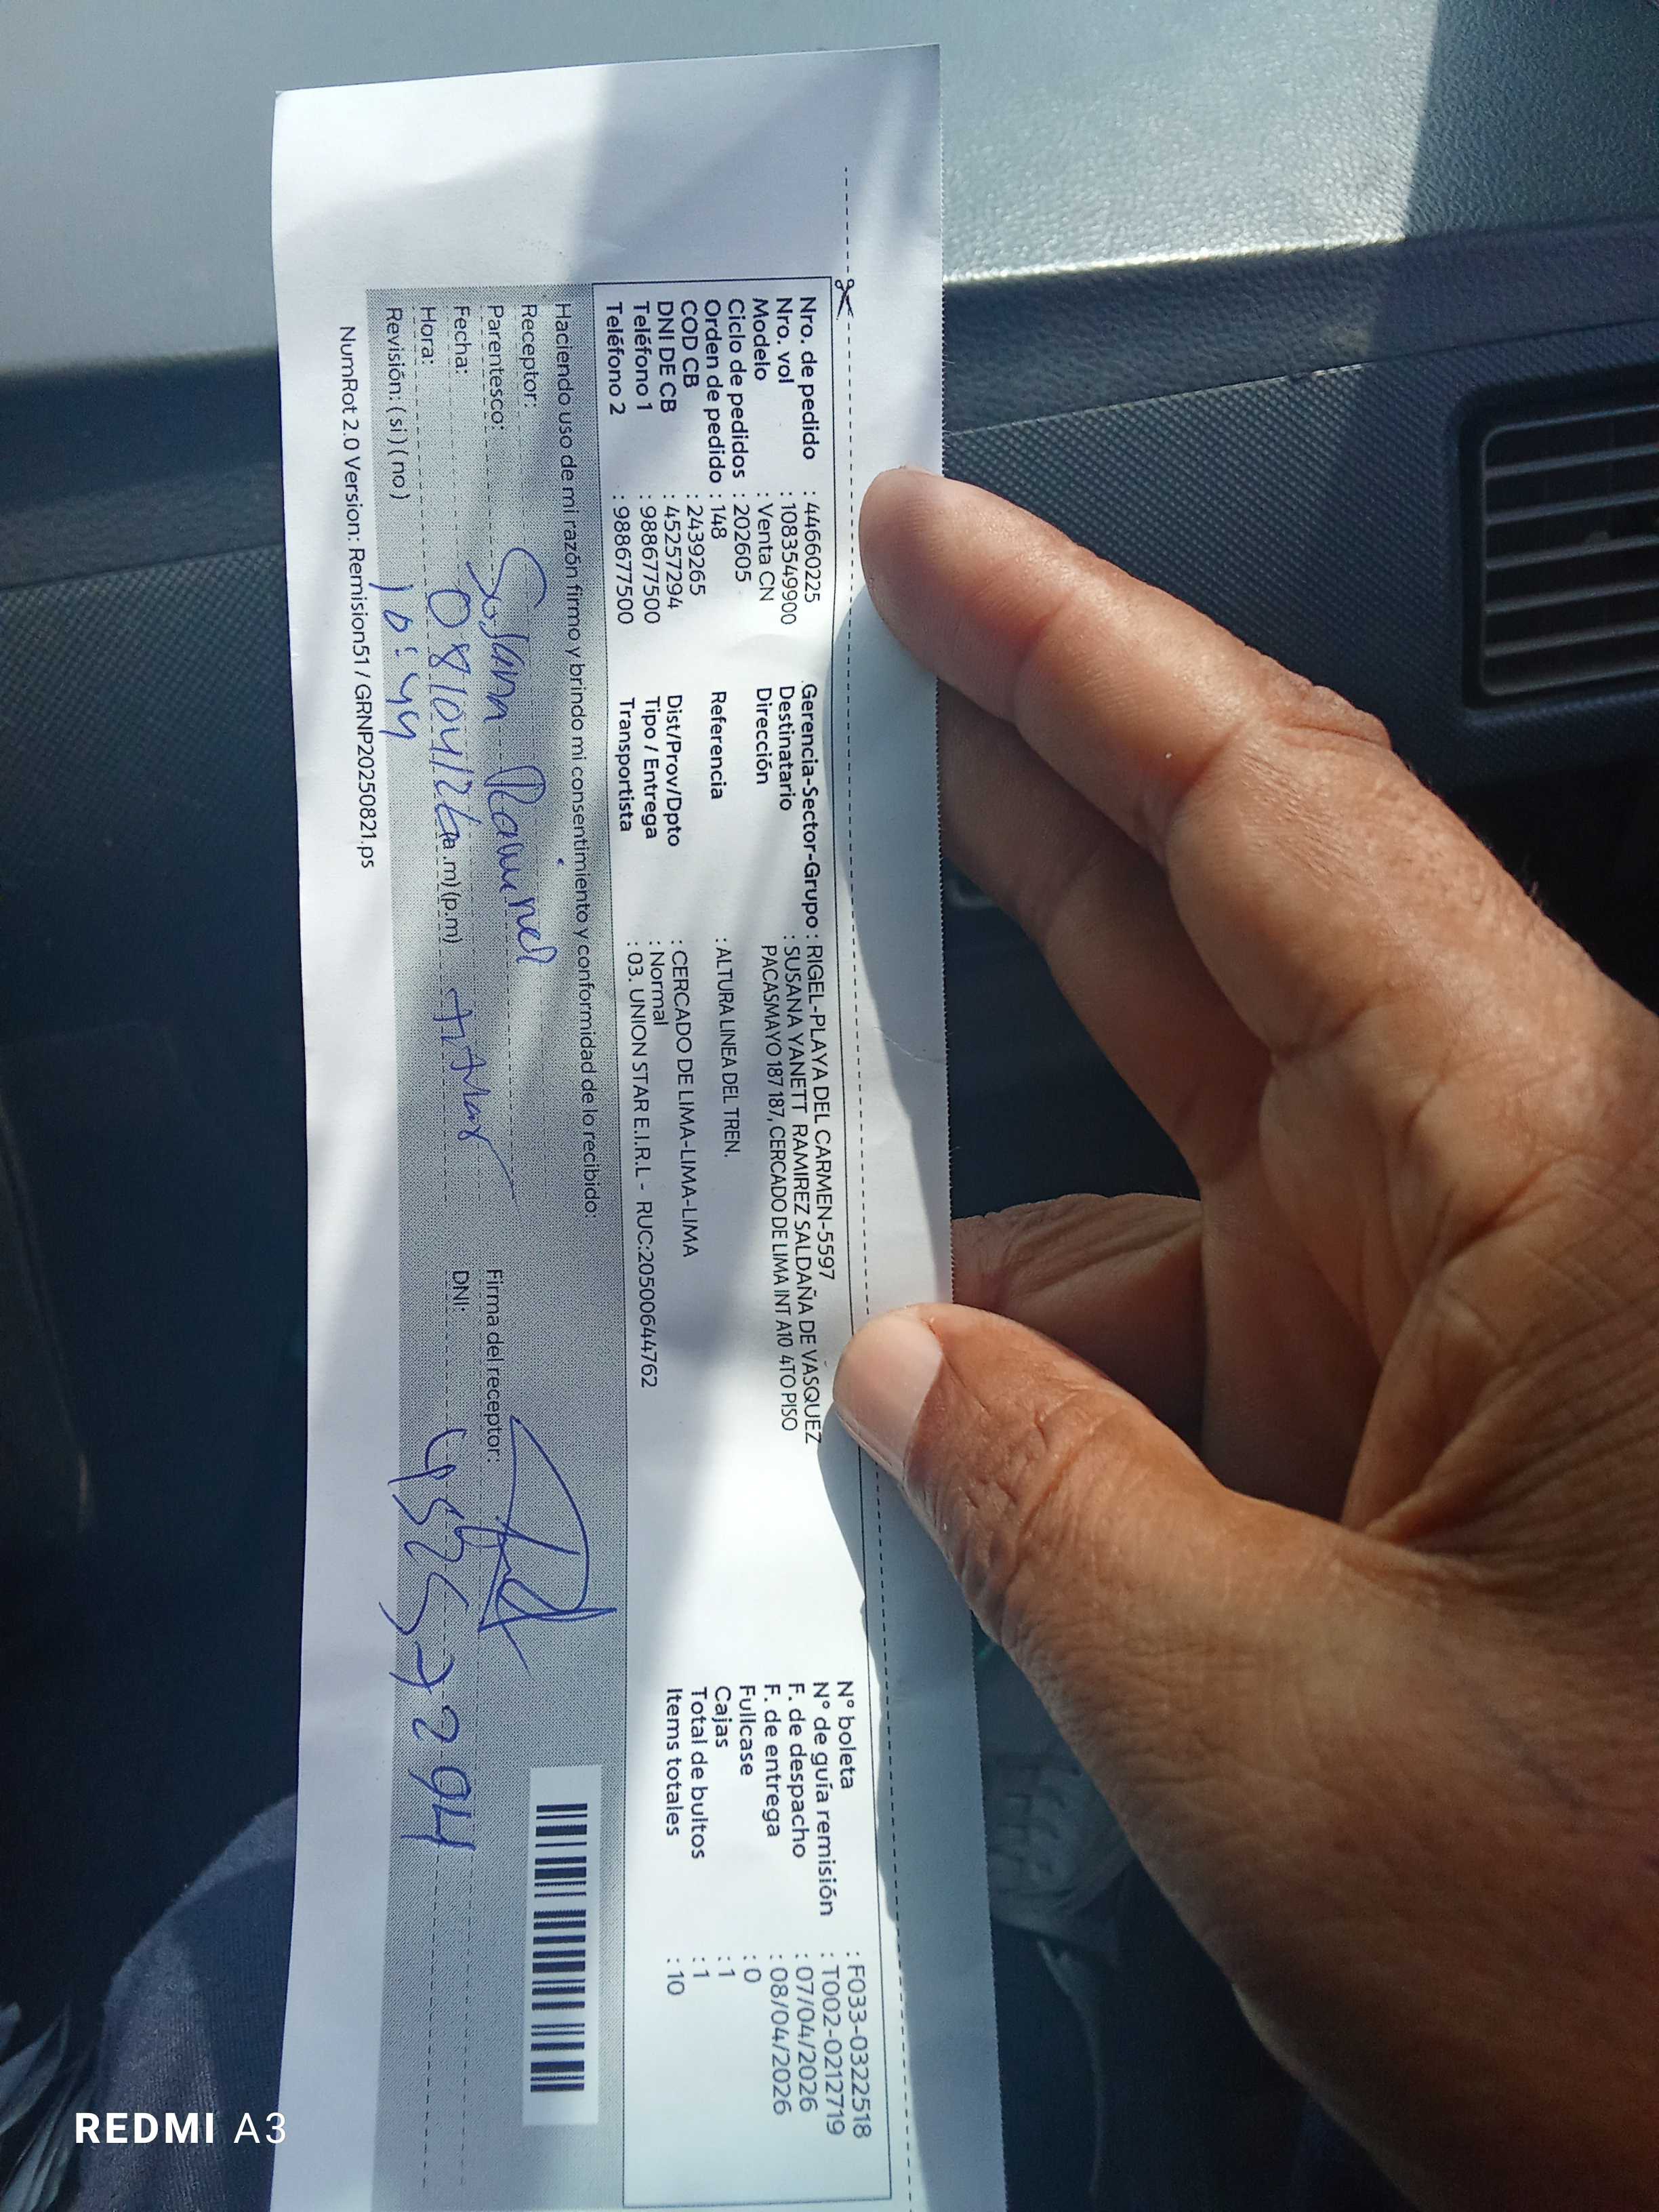 Nro. de pedido : 44660225
Nro. vol : 1083549900
Modelo : Venta CN
Ciclo de pedidos : 202605
Orden de pedido : 148
COD CB : 2439265
DNI DE CB : 45257294
Teléfono 1 : 988677500
Teléfono 2 : 988677500
Gerencia-Sector-Grupo : RIGEL-PLAYA DEL CARMEN-5597
Destinatario : SUSANA YANETT RAMIREZ SALDAÑA DE VASQUEZ
Dirección PACASMAYO 187 187, CERCADO DE LIMA INT A10 4TO PISO
Referencia : ALTURA LINEA DEL TREN.
Dist/Prov/Dpto : CERCADO DE LIMA-LIMA-LIMA
Tipo / Entrega : Normal
Transportista : 03. UNION STAR E.I.R.L - RUC:20500644762
N° boleta : F033-0322518
N° de guía remisión : T002-0212719
F. de despacho : 07/04/2026
F. de entrega : 08/04/2026
Fullcase : 0
Cajas : 1
Total de bultos : 1
Items totales : 10
Haciendo uso de mi razón firmo y brindo mi consentimiento y conformidad de lo recibido:
Receptor: Susana
Parentesco:
Fecha: 08/04/26
Hora: 10:44 (a.m)(p.m)
Revisión: (si) (no)
Firma del receptor:
DNI: 45257294
NumRot 2.0 Version: Remision51 / GRNP20250821.ps
REDMI A3